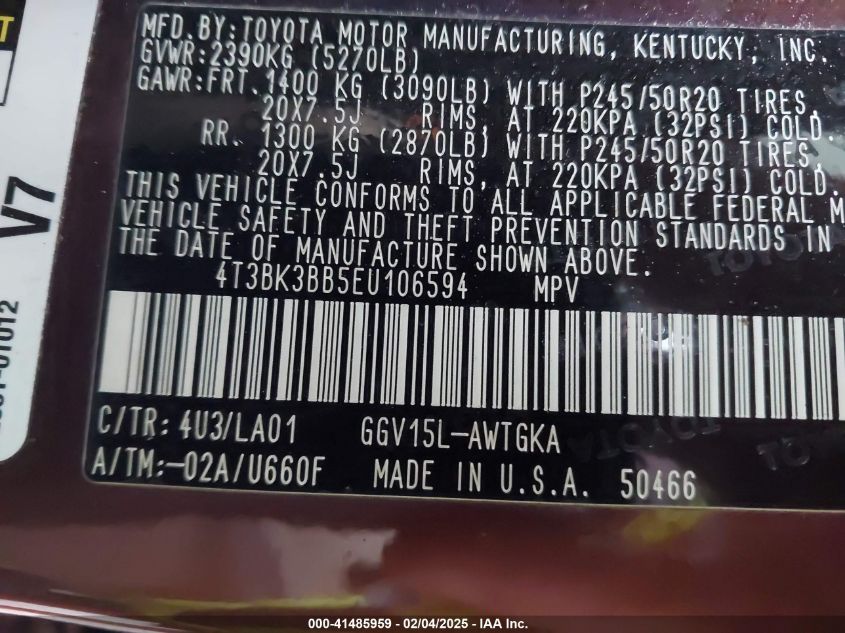 MFD.BY:TOYOTA MOTOR MANUFACTURING, KENTUCKY, INC.
GVWR:2390KG (5270LB)
GAWR:FRT.1400 KG (3090LB) WITH P245/50R20 TIRES,
20X7.5J RIMS, AT 220KPA (32PSI) COLD.
RR. 1300 KG (2870LB) WITH P245/50R20 TIRES,
20X7.5J RIMS, AT 220KPA (32PSI) COLD.
THIS VEHICLE CONFORMS TO ALL APPLICABLE FEDERAL M
VEHICLE SAFETY AND THEFT PREVENTION STANDARDS IN
THE DATE OF MANUFACTURE SHOWN ABOVE.
4T3BK3BB5EU106594 MPV
C/TR: 4U3/LA01 GGV15L-AWTGKA
A/TM:-02A/U660F MADE IN U.S.A. 50466
V7
000-41485959 - 02/04/2025 - IAA Inc.